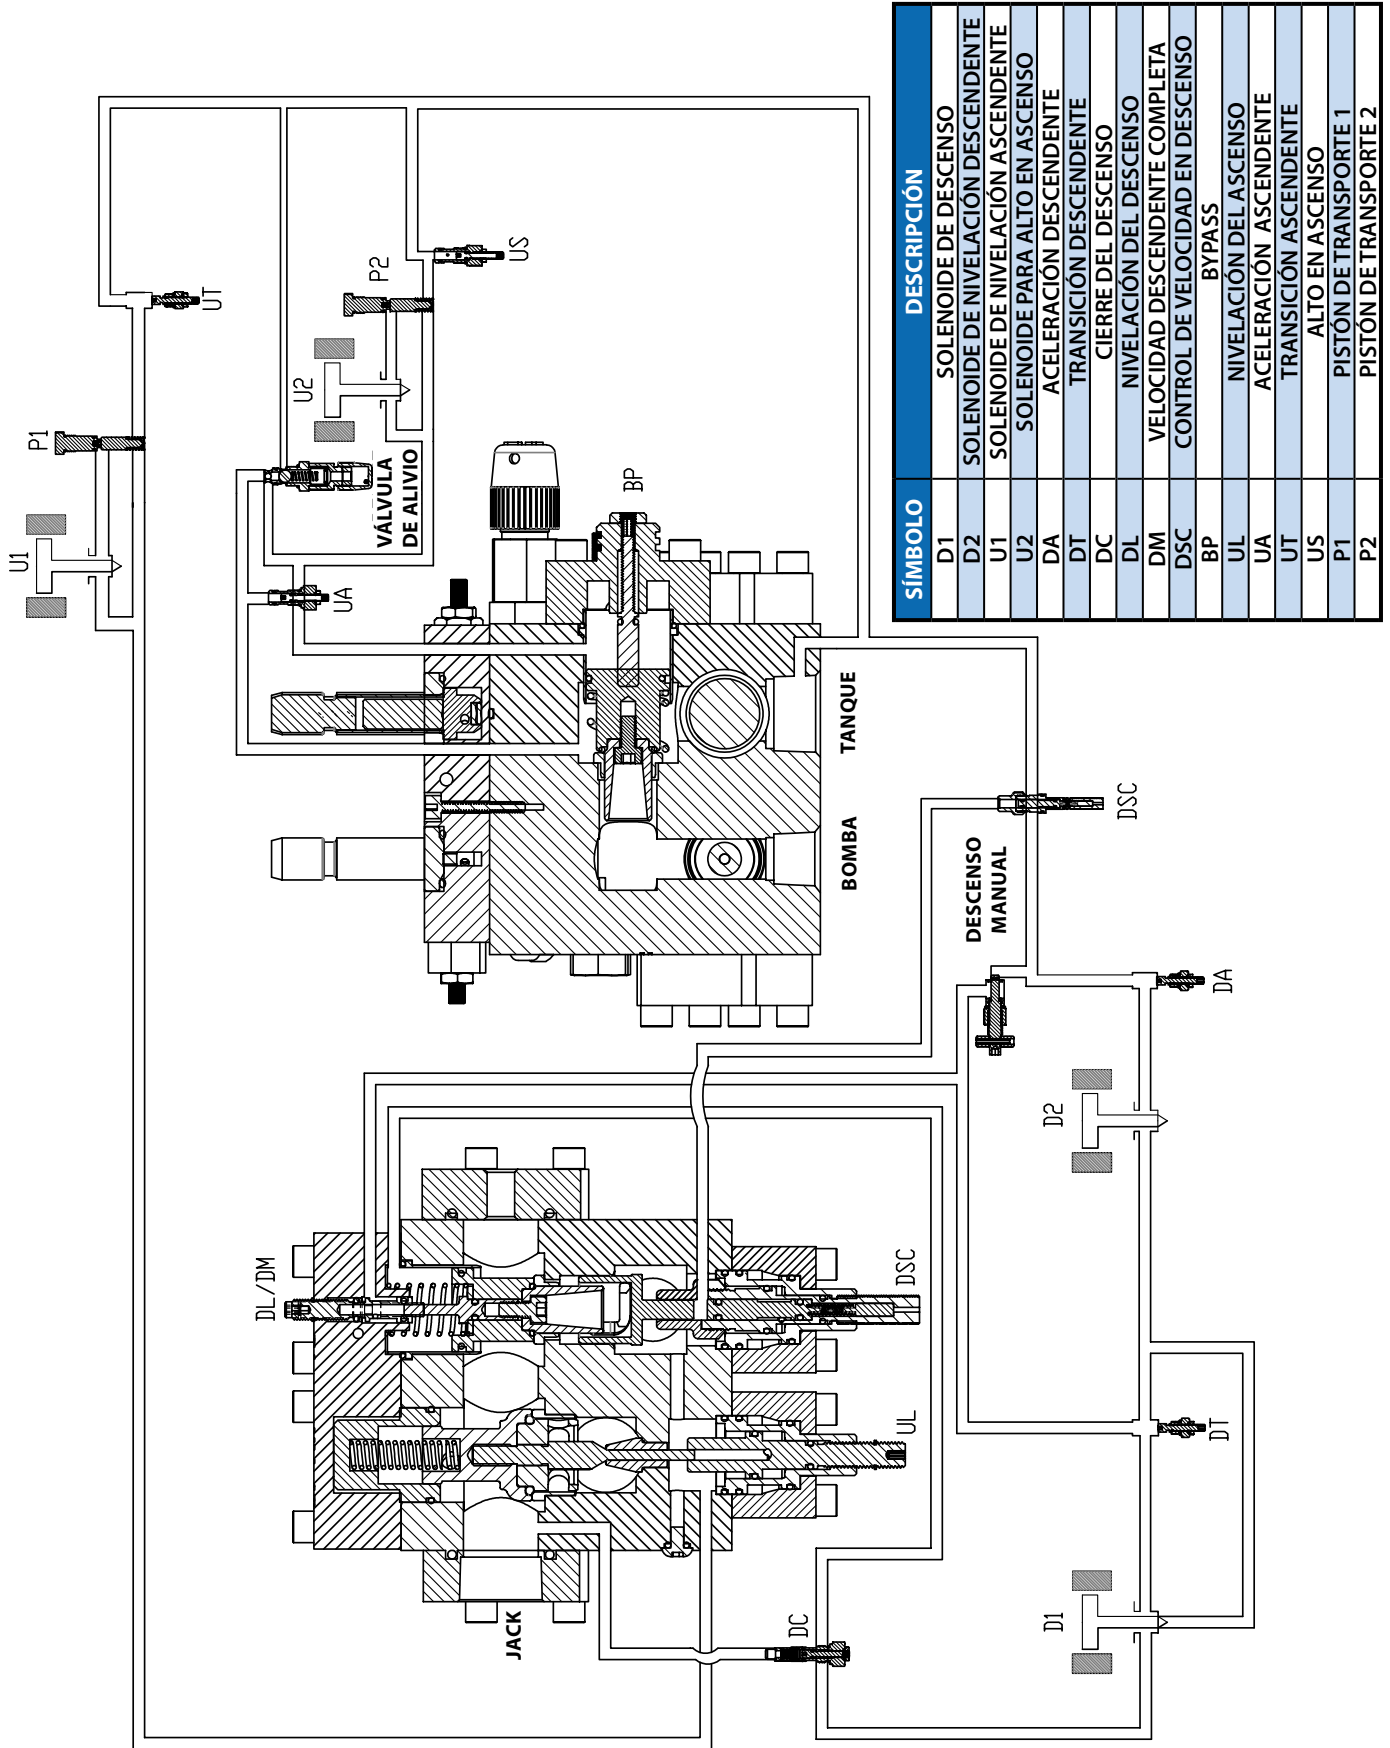 SÍMBOLO DESCRIPCIÓN
D1 SOLENOIDE DE DESCENSO
D2 SOLENOIDE DE NIVELACIÓN DESCENDENTE
U1 SOLENOIDE DE NIVELACIÓN ASCENDENTE
U2 SOLENOIDE PARA ALTO EN ASCENSO
DA ACELERACIÓN DESCENDENTE
DT TRANSICIÓN DESCENDENTE
DC CIERRE DEL DESCENSO
DL NIVELACIÓN DEL DESCENSO
DM VELOCIDAD DESCENDENTE COMPLETA
DSC CONTROL DE VELOCIDAD EN DESCENSO
BP BYPASS
UL NIVELACIÓN DEL ASCENSO
UA ACELERACIÓN ASCENDENTE
UT TRANSICIÓN ASCENDENTE
US ALTO EN ASCENSO
P1 PISTÓN DE TRANSPORTE 1
P2 PISTÓN DE TRANSPORTE 2
U1
P1
UT
U2
P2
US
VÁLVULA
DE ALIVIO
UA
BP
TANQUE
BOMBA
DSC
DESCENSO
MANUAL
DA
D2
DL/DM
DSC
UL
DT
JACK
DC
D1